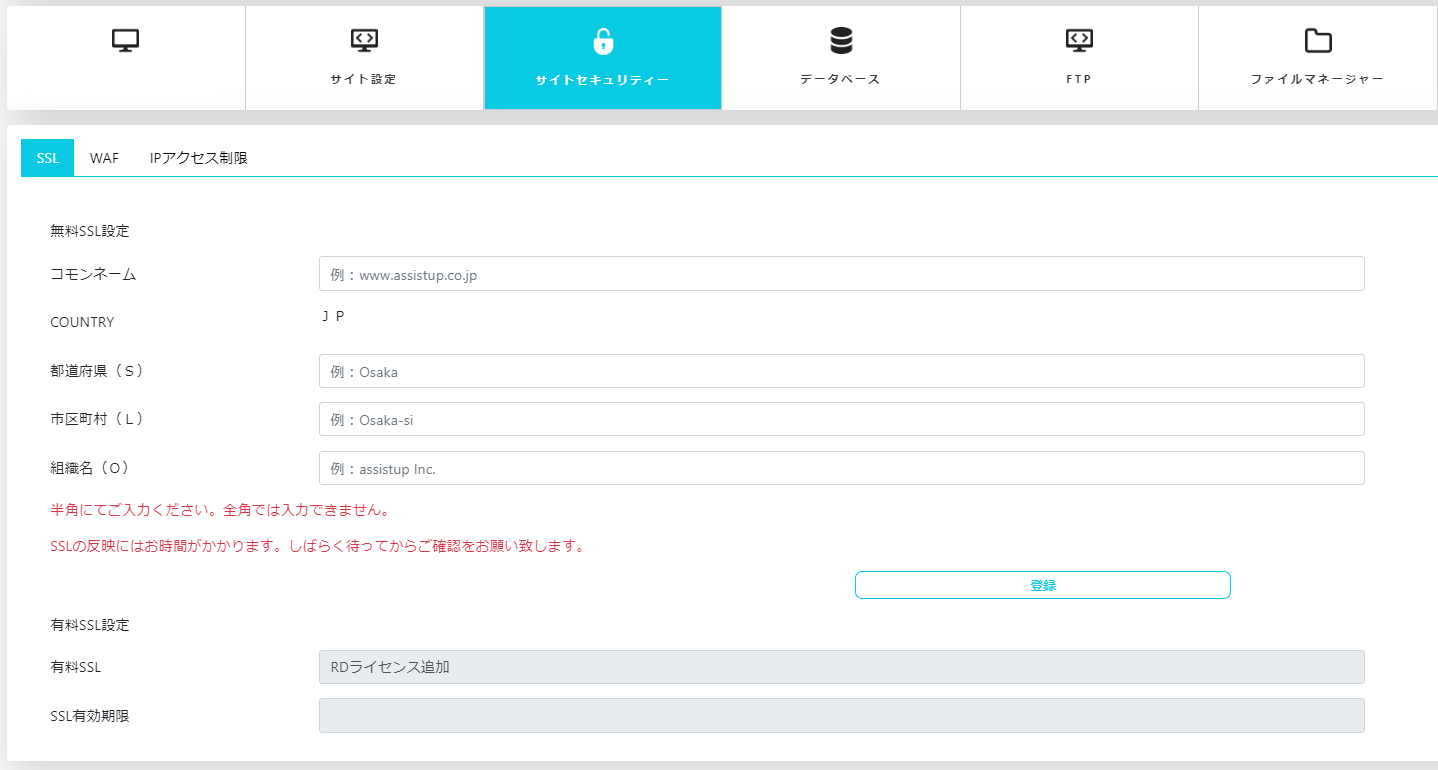 サイト設定
サイトセキュリティー
データベース
FTP
ファイルマネージャー
SSL
WAF
IPアクセス制限
無料SSL設定
コモンネーム
例：www.assistup.co.jp
COUNTRY
ＪＰ
都道府県（Ｓ）
例：Osaka
市区町村（Ｌ）
例：Osaka-si
組織名（Ｏ）
例：assistup Inc.
半角にてご入力ください。全角では入力できません。
SSLの反映にはお時間がかかります。しばらく待ってからご確認をお願い致します。
登録
有料SSL設定
有料SSL
RDライセンス追加
SSL有効期限